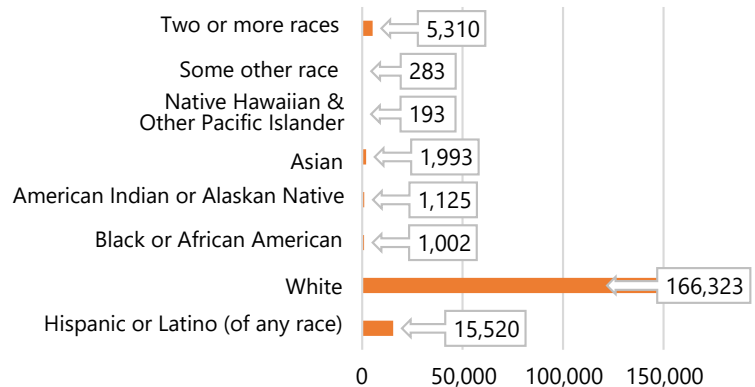 Two or more races 5,310
Some other race 283
Native Hawaiian &
Other Pacific Islander 193
Asian 1,993
American Indian or Alaskan Native 1,125
Black or African American 1,002
White 166,323
Hispanic or Latino (of any race) 15,520
0 50,000 100,000 150,000